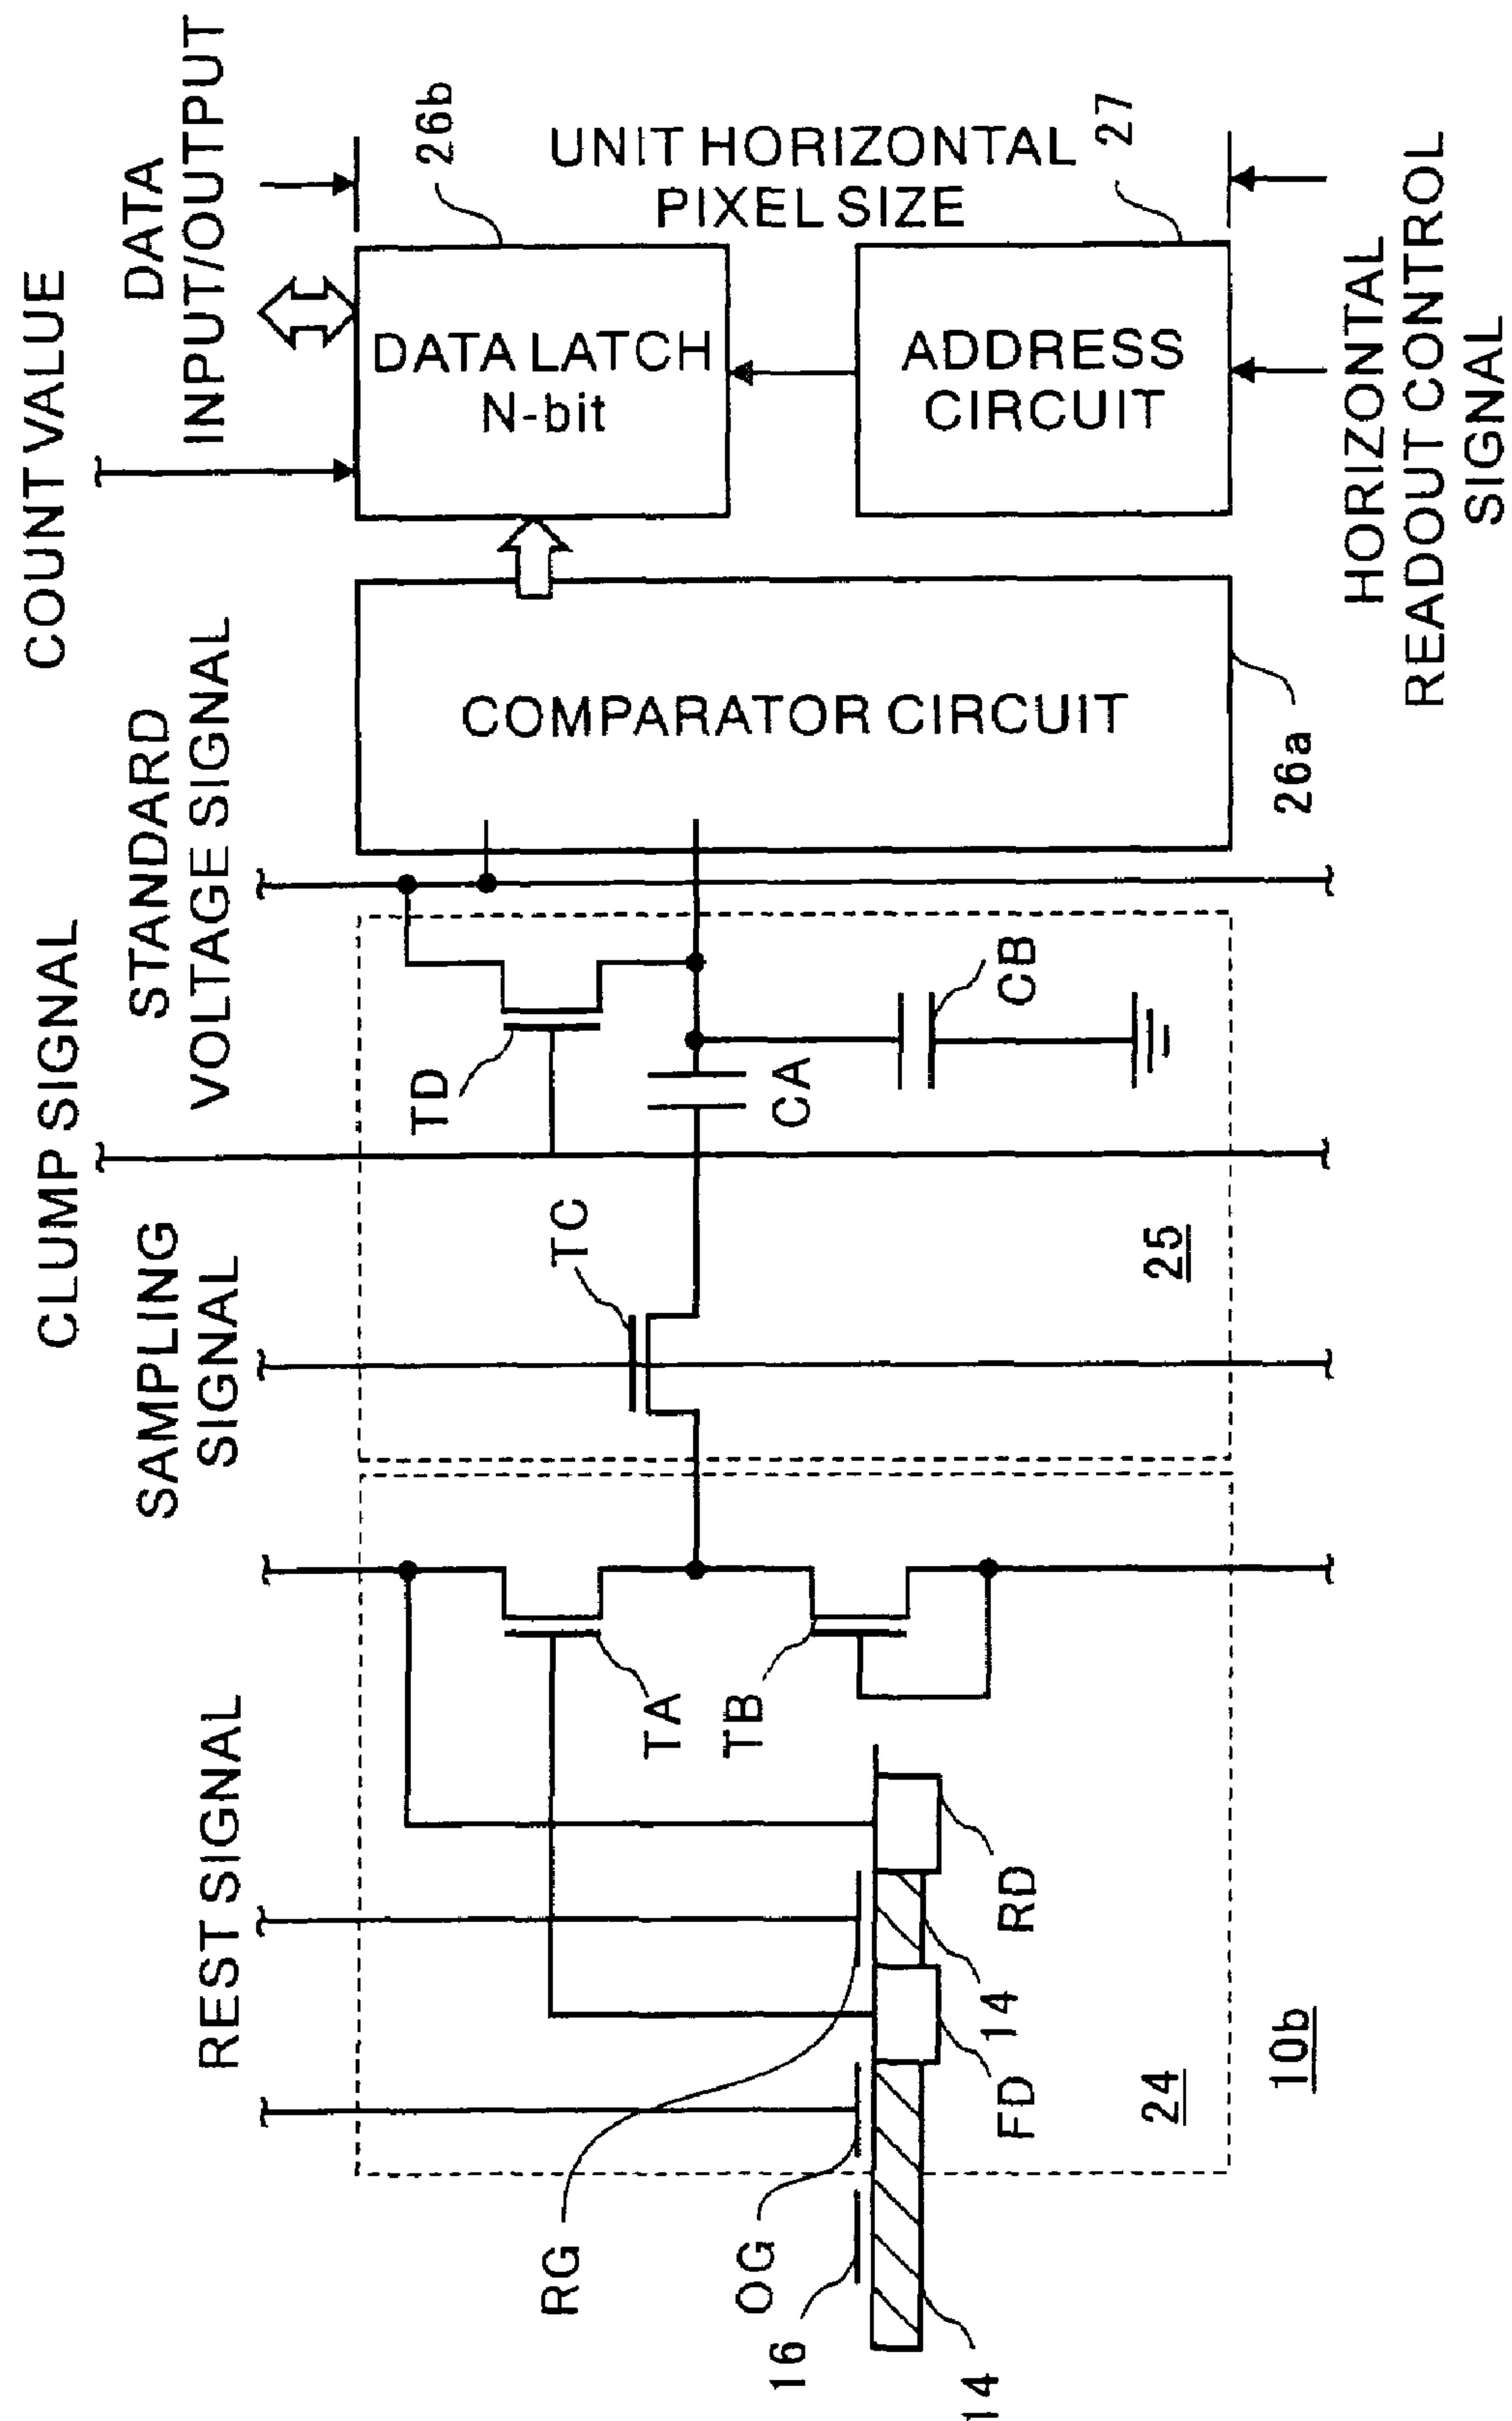 COUNT VALUE
DATA
INPUT/OUTPUT
26b
UNIT HORIZONTAL
PIXEL SIZE
27
DATA LATCH
N-bit
ADDRESS
CIRCUIT
HORIZONTAL
READOUT CONTROL
SIGNAL
STANDARD
VOLTAGE SIGNAL
COMPARATOR CIRCUIT
26a
CLUMP SIGNAL
TD
CA
CB
SAMPLING
SIGNAL
TC
25
REST SIGNAL
TA
TB
RD
14
FD
24
10b
RG
OG
16
14